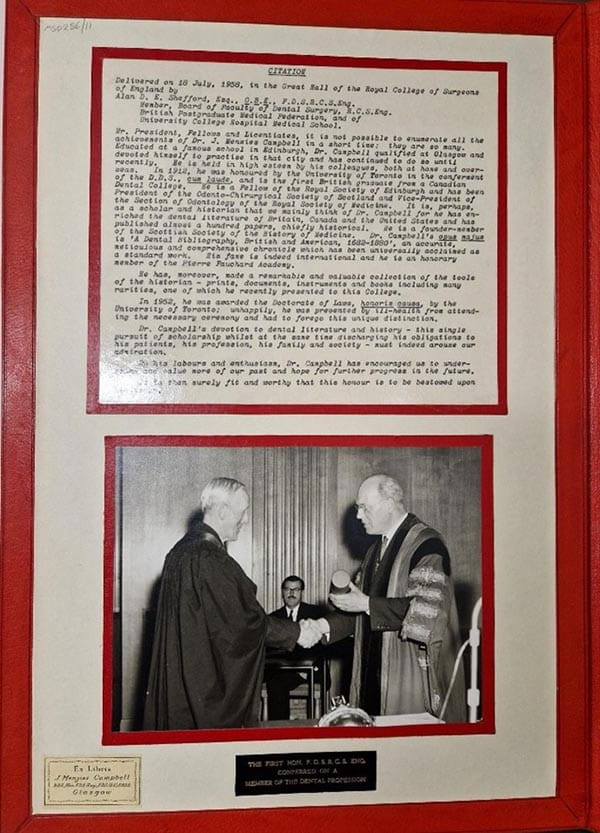 MSD256/11
CITATION
Delivered on 18 July, 1958, in the Great Hall of the Royal College of Surgeons
of England by
Alan D. E. Shefford, Esq., O.B.E., F.D.S.R.C.S.Eng.
Member, Board of Faculty of Dental Surgery, R.C.S.Eng.
British Postgraduate Medical Federation, and of
University College Hospital Medical School.
Mr. President, Fellows and Licentiates, it is not possible to enumerate all the
achievements of Dr. J. Menzies Campbell in a short time; they are so many.
Educated at a famous school in Edinburgh, Dr. Campbell qualified at Glasgow and
devoted himself to practise in that city and has continued to do so until
recently. He is held in high esteem by his colleagues, both at home and over-
seas. In 1912, he was honoured by the University of Toronto in the conferment
of the D.D.S., cum laude, and is the first British graduate from a Canadian
Dental College. He is a Fellow of the Royal Society of Edinburgh and has been
President of the Odonto-Chirurgical Society of Scotland and Vice-President of
the Section of Odontology of the Royal Society of Medicine. It is, perhaps,
as a scholar and historian that we mainly think of Dr. Campbell for he has en-
riched the dental literature of Britain, Canada and the United States and has
published almost a hundred papers, chiefly historical. He is a founder-member
of the Scottish Society of the History of Medicine. Dr. Campbell's opus majus
is 'A Dental Bibliography, British and American, 1682-1880', an accurate,
meticulous and comprehensive chronicle which has been universally acclaimed as
a standard work. His fame is indeed international and he is an honorary
member of the Pierre Fauchard Academy.
He has, moreover, made a remarkable and valuable collection of the tools
of the historian - prints, documents, instruments and books including many
rarities, one of which he recently presented to this College.
In 1952, he was awarded the Doctorate of Laws, honoris causa, by the
University of Toronto; unhappily, he was prevented by ill-health from attend-
ing the necessary ceremony and had to forego this unique distinction.
Dr. Campbell's devotion to dental literature and history - this single
pursuit of scholarship whilst at the same time discharging his obligations to
his patients, his profession, his family and society - must indeed arouse our
admiration.
By his labours and enthusiasm, Dr. Campbell has encouraged us to under-
and value more of our past and hope for further progress in the future.
is then surely fit and worthy that this honour is to be bestowed upon
Ex Libris
J. Menzies Campbell
Glasgow
THE FIRST HON. F.D.S.R.C.S. ENG.
CONFERRED ON A
MEMBER OF THE DENTAL PROFESSION